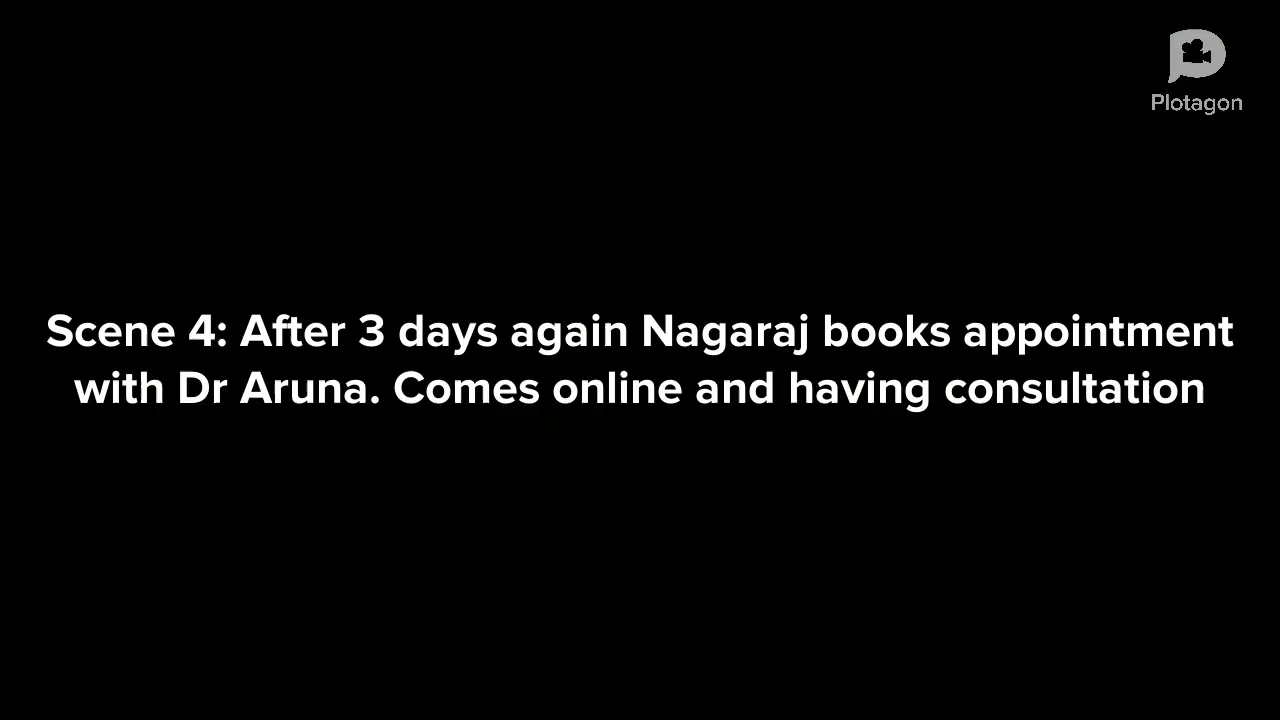 Plotagon
Scene 4: After 3 days again Nagaraj books appointment
with Dr Aruna. Comes online and having consultation